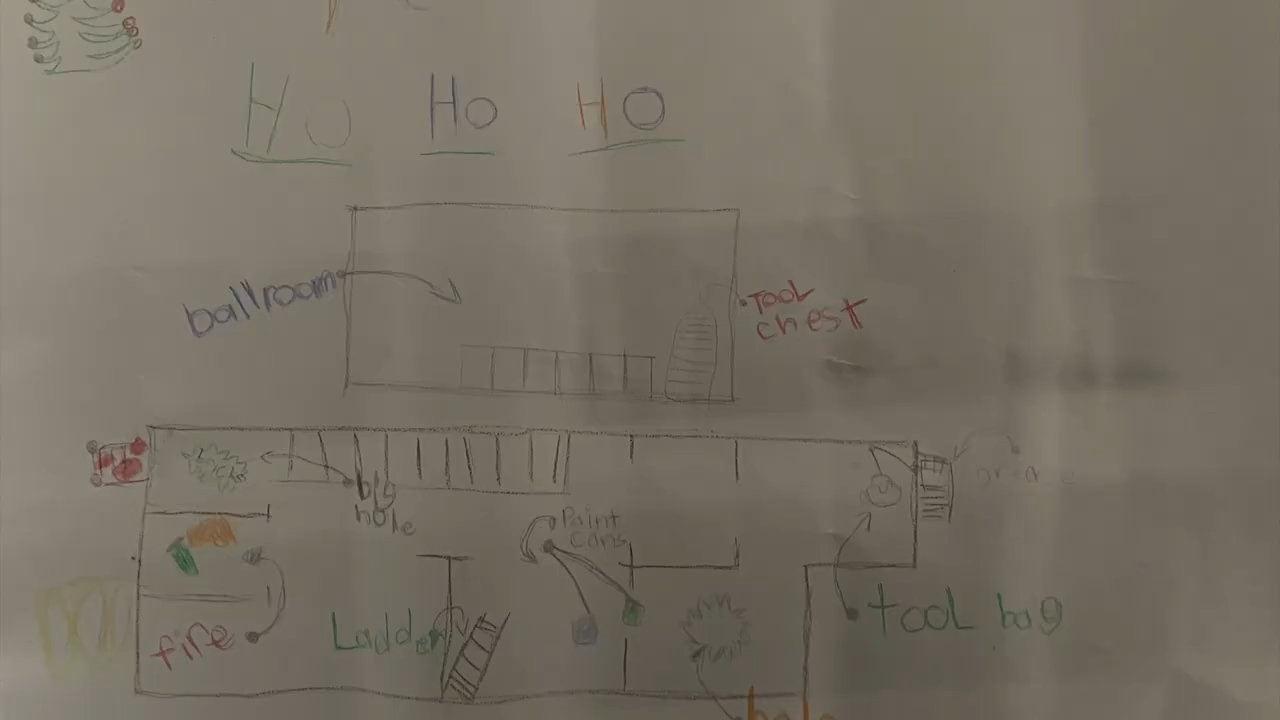 HO HO HO
ballroom
TOOL
chest
big
hole
Paint
cans
fire
Ladder
tool bag